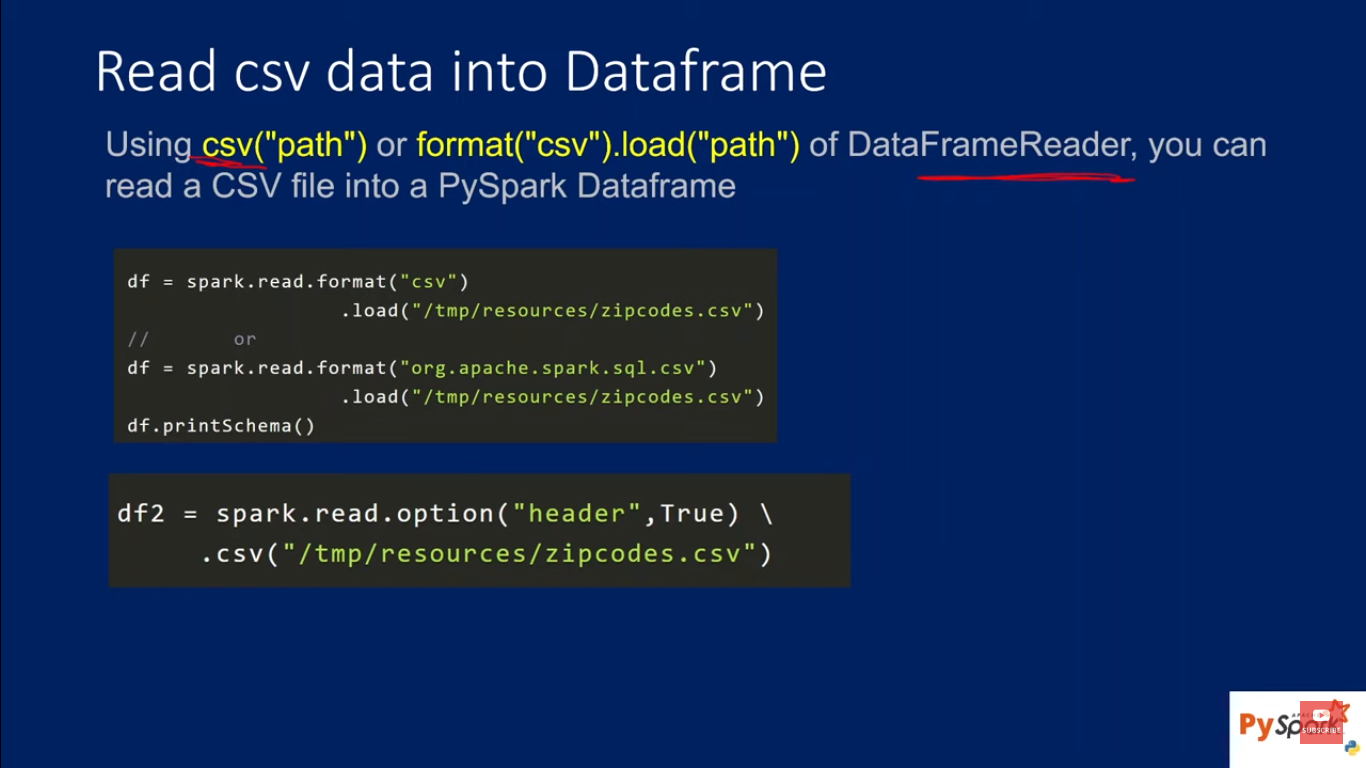 Read csv data into Dataframe
Using csv("path") or format("csv").load("path") of DataFrameReader, you can
read a CSV file into a PySpark Dataframe
df = spark.read.format("csv")
.load("/tmp/resources/zipcodes.csv")
// or
df = spark.read.format("org.apache.spark.sql.csv")
.load("/tmp/resources/zipcodes.csv")
df.printSchema()
df2 = spark.read.option("header",True) \
.csv("/tmp/resources/zipcodes.csv")
PySpark
SUBSCRIBE